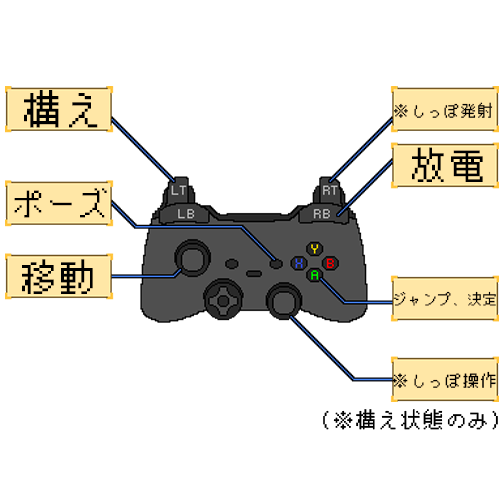 構え
※しっぽ発射
放電
LT
RT
LB
RB
ポーズ
移動
Y
X
B
A
ジャンプ、決定
※しっぽ操作
(※構え状態のみ)